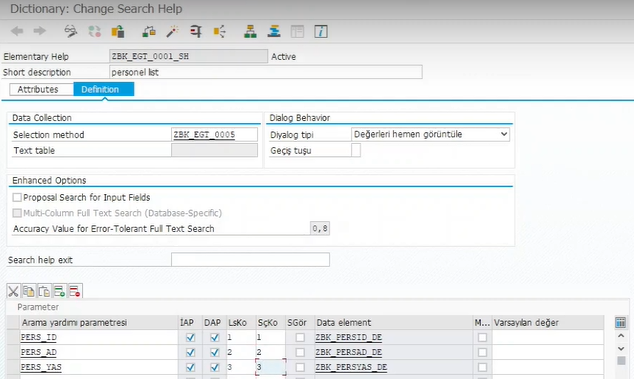 Dictionary: Change Search Help
Elementary Help ZBK_EGT_0001_SH Active
Short description personel list
Attributes Definition
Data Collection Dialog Behavior
Selection method ZBK_EGT_0005 Diyalog tipi Değerleri hemen görüntüle
Text table Geçiş tuşu
Enhanced Options
Proposal Search for Input Fields
Multi-Column Full Text Search (Database-Specific)
Accuracy Value for Error-Tolerant Full Text Search 0,8
Search help exit
Parameter
Arama yardımı parametresi İAP DAP LsKo SçKo SGör Data element M... Varsayılan değer
PERS_ID 1 1 ZBK_PERSID_DE
PERS_AD 2 2 ZBK_PERSAD_DE
PERS_YAS 3 3 ZBK_PERSYAS_DE